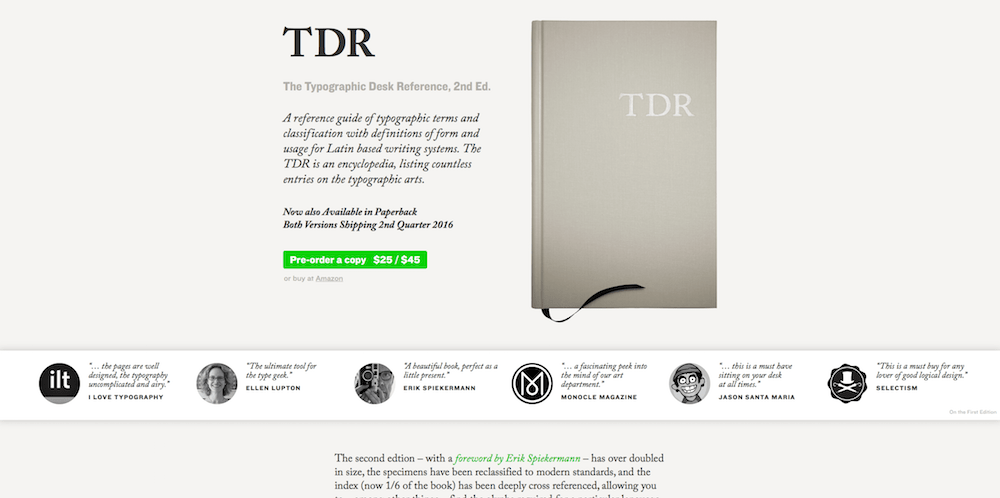 TDR
The Typographic Desk Reference, 2nd Ed.
A reference guide of typographic terms and
classification with definitions of form and
usage for Latin based writing systems. The
TDR is an encyclopedia, listing countless
entries on the typographic arts.
Now also Available in Paperback
Both Versions Shipping 2nd Quarter 2016
Pre-order a copy $25 / $45
or buy at Amazon
TDR
ilt
"… the pages are well
designed, the typography
uncomplicated and airy."
I LOVE TYPOGRAPHY
"The ultimate tool for
the type geek."
ELLEN LUPTON
"A beautiful book, perfect as a
little present."
ERIK SPIEKERMANN
M
"… a fascinating peek into
the mind of our art
department."
MONOCLE MAGAZINE
"… this is a must have
sitting on your desk
at all times."
JASON SANTA MARIA
"This is a must buy for any
lover of good logical design."
SELECTISM
On the First Edition
The second edtion – with a foreword by Erik Spiekermann – has over doubled
in size, the specimens have been reclassified to modern standards, and the
index (now 1/6 of the book) has been deeply cross referenced, allowing you